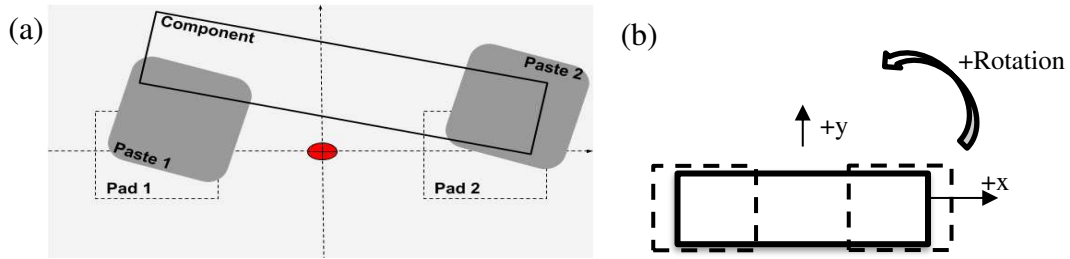 (a)
Component
Paste 2
Paste 1
Pad 1
Pad 2
(b)
+Rotation
+y
+x